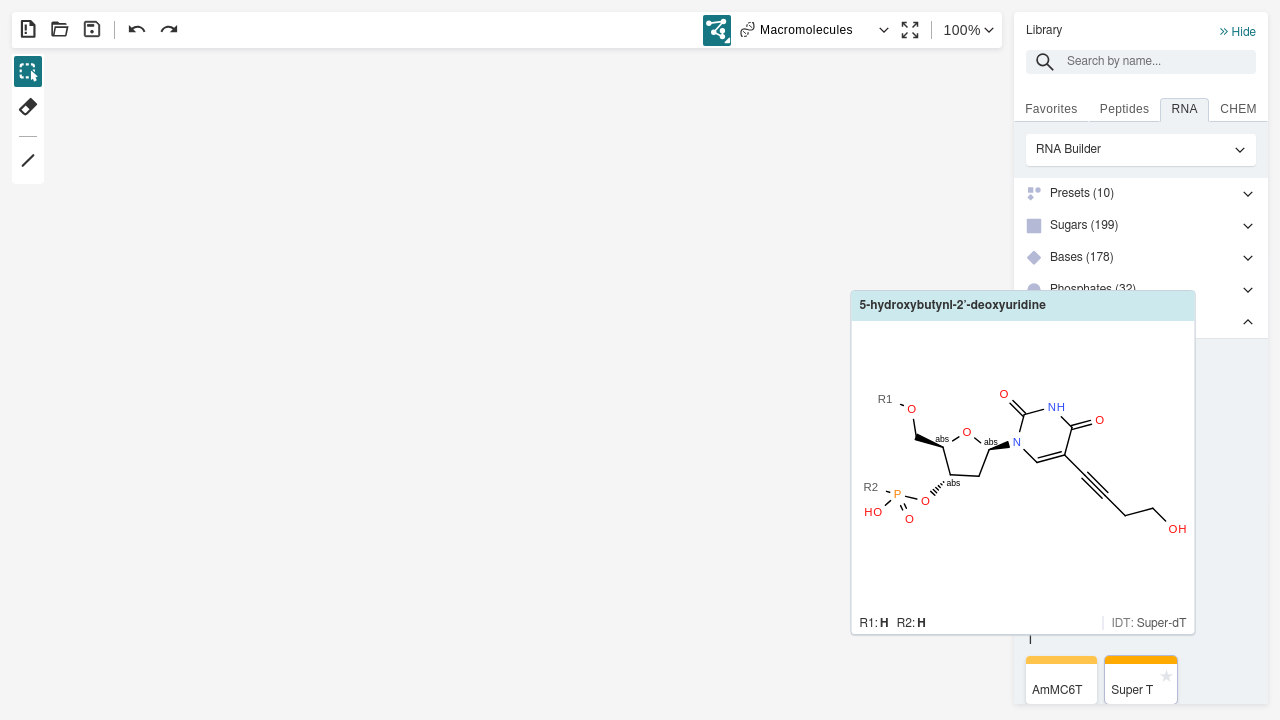 Macromolecules
100%
Library
Hide
Search by name...
Favorites
Peptides
RNA
CHEM
RNA Builder
Presets (10)
Sugars (199)
Bases (178)
Phosphates (32)
5-hydroxybutynl-2'-deoxyuridine
R1
O
abs
O
abs
N
O
NH
O
abs
R2
P
O
HO
O
OH
R1: H R2: H
IDT: Super-dT
AmMC6T
Super T